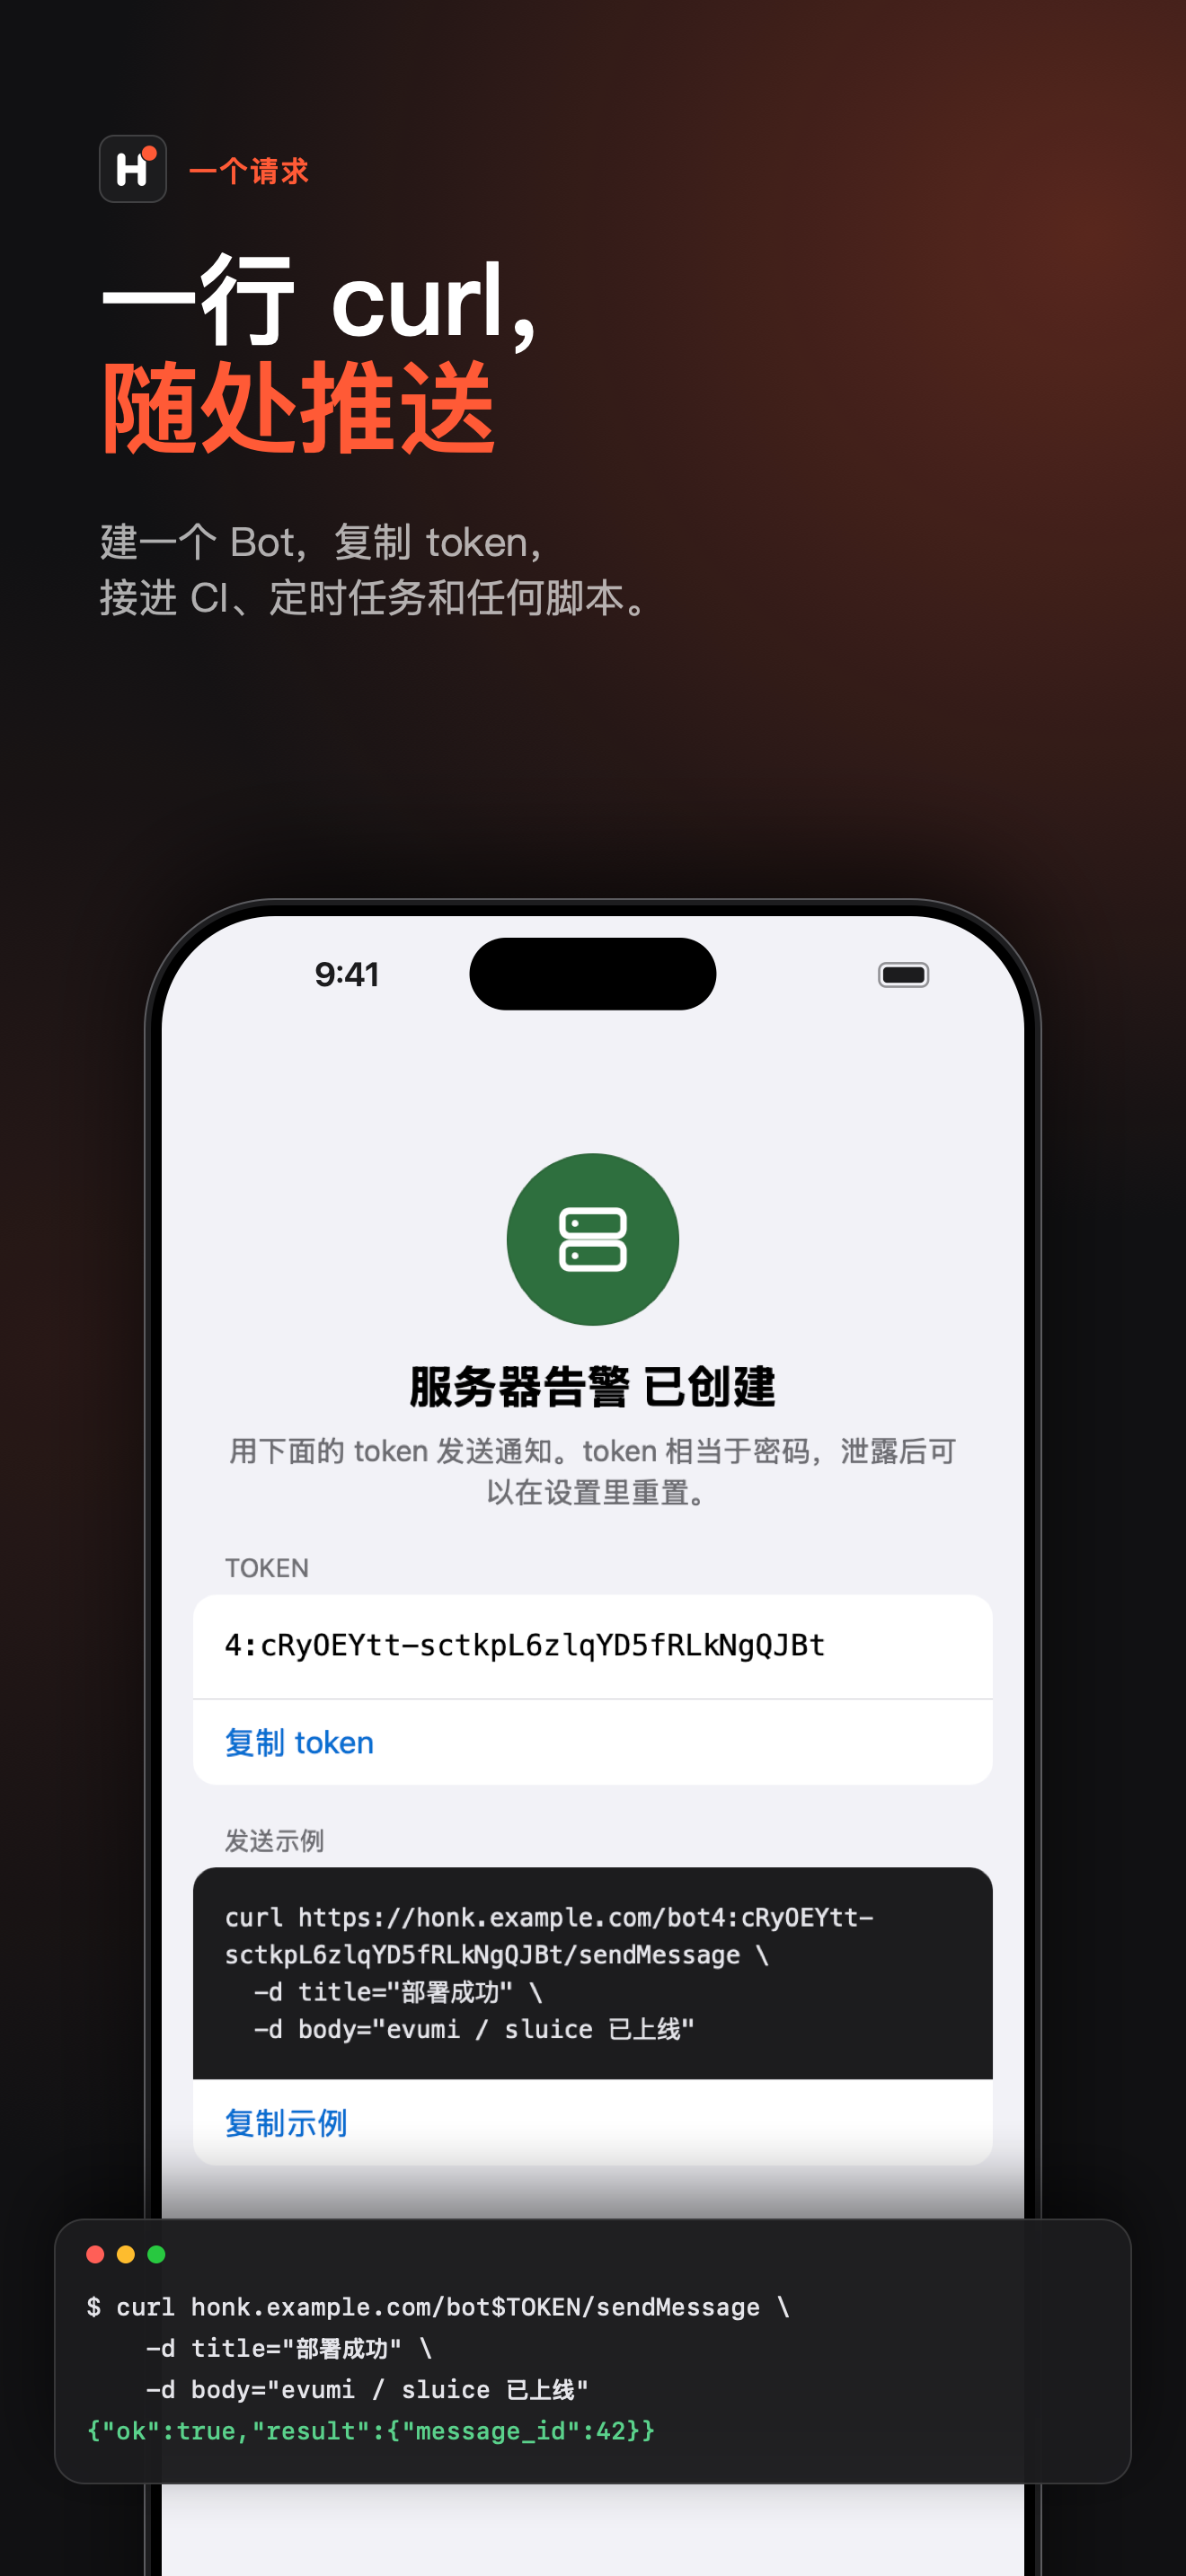 H
一个请求
一行 curl,
随处推送
建一个 Bot，复制 token，
接进 CI、定时任务和任何脚本。
9:41
服务器告警 已创建
用下面的 token 发送通知。token 相当于密码，泄露后可
以在设置里重置。
TOKEN
4:cRyOEYtt-sctkpL6zlqYD5fRLkNgQJBt
复制 token
发送示例
curl https://honk.example.com/bot4:cRyOEYtt-
sctkpL6zlqYD5fRLkNgQJBt/sendMessage \
  -d title="部署成功" \
  -d body="evumi / sluice 已上线"
复制示例
$ curl honk.example.com/bot$TOKEN/sendMessage \
    -d title="部署成功" \
    -d body="evumi / sluice 已上线"
{"ok":true,"result":{"message_id":42}}